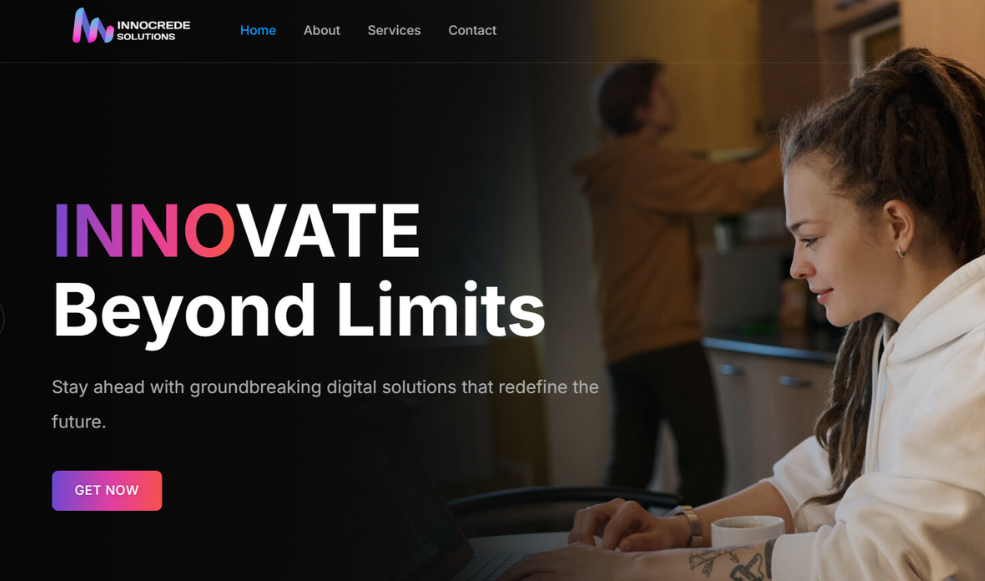 INNOCREDE
SOLUTIONS
Home About Services Contact
INNOVATE
Beyond Limits
Stay ahead with groundbreaking digital solutions that redefine the
future.
GET NOW